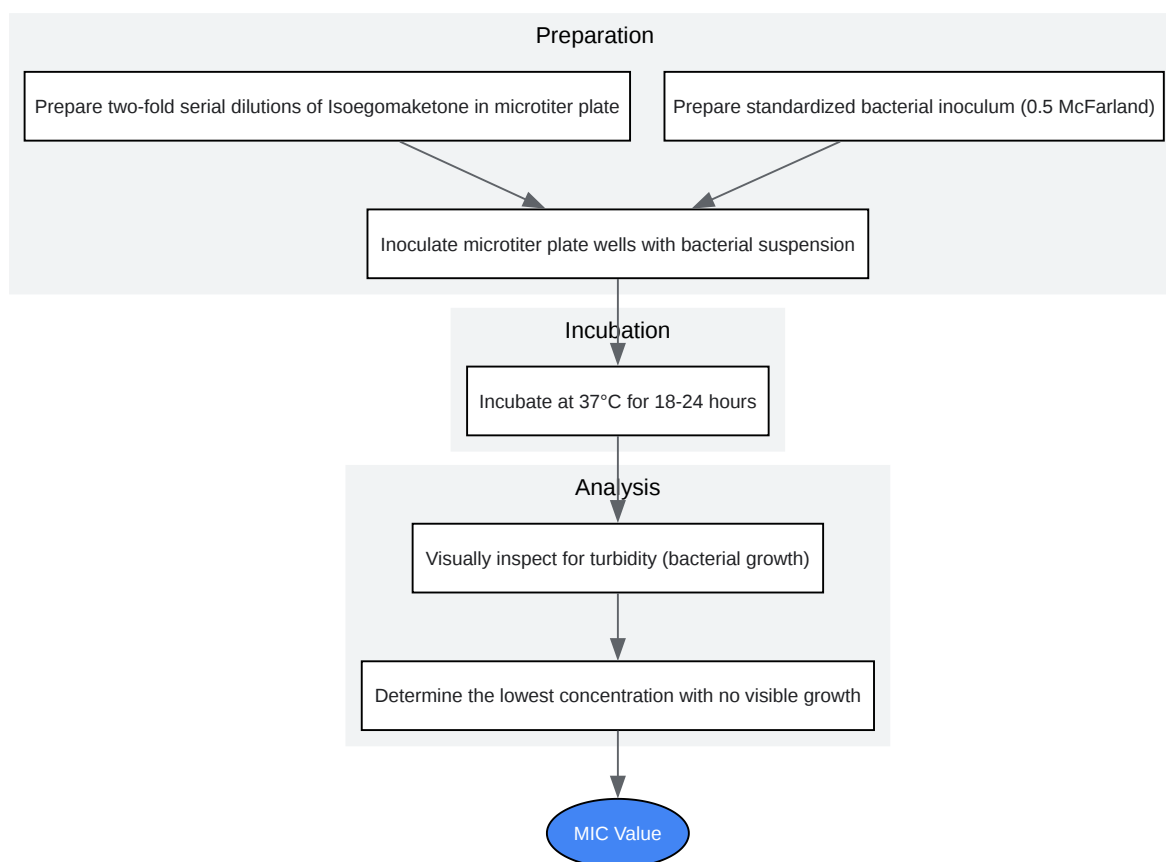 Preparation
Prepare two-fold serial dilutions of Isoegomaketone in microtiter plate
Prepare standardized bacterial inoculum (0.5 McFarland)
Inoculate microtiter plate wells with bacterial suspension
Incubation
Incubate at 37°C for 18-24 hours
Analysis
Visually inspect for turbidity (bacterial growth)
Determine the lowest concentration with no visible growth
MIC Value